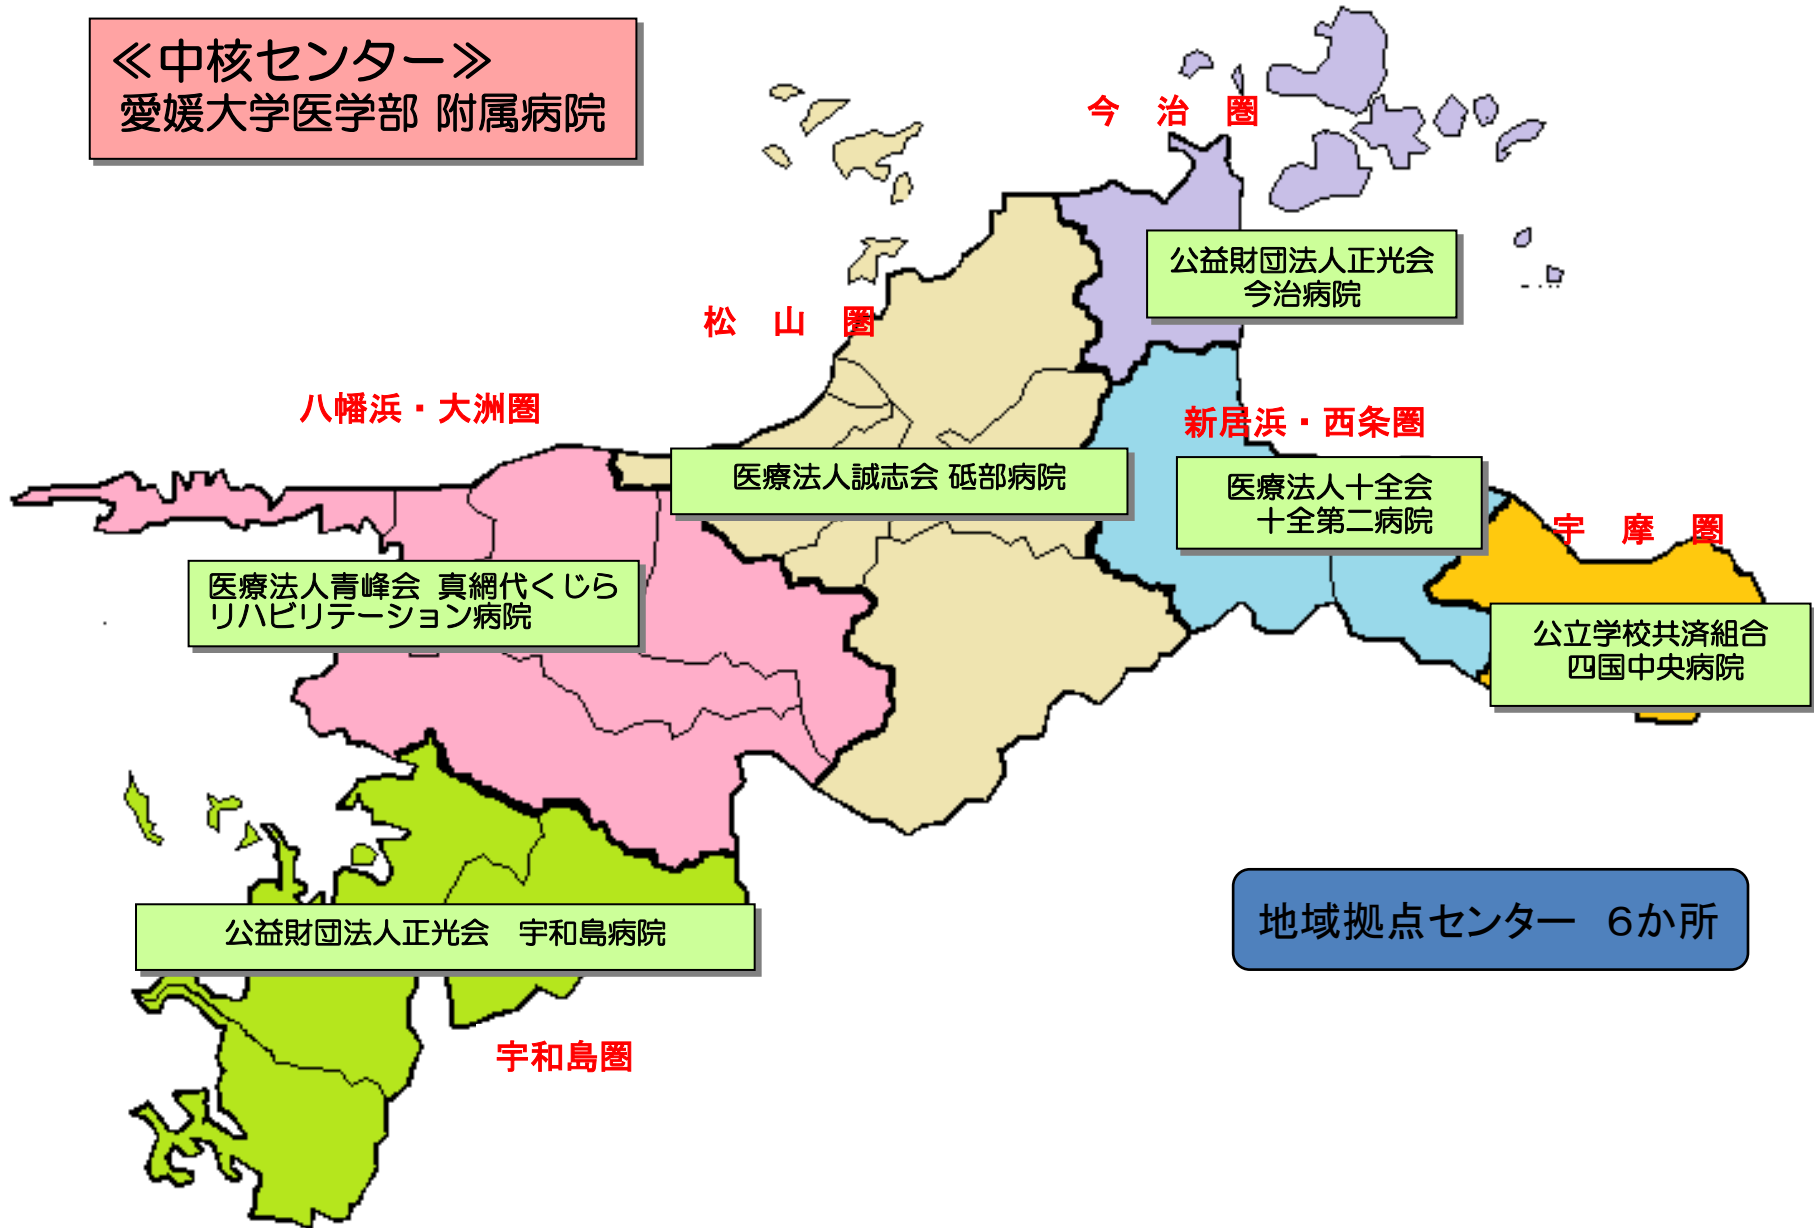 ≪中核センター≫
愛媛大学医学部 附属病院
今　治　圏
公益財団法人正光会
今治病院
松　山　圏
八幡浜・大洲圏
新居浜・西条圏
医療法人誠志会 砥部病院
医療法人十全会
十全第二病院
宇　摩　圏
医療法人青峰会 真網代くじら
リハビリテーション病院
公立学校共済組合
四国中央病院
公益財団法人正光会　宇和島病院
地域拠点センター　６か所
宇和島圏